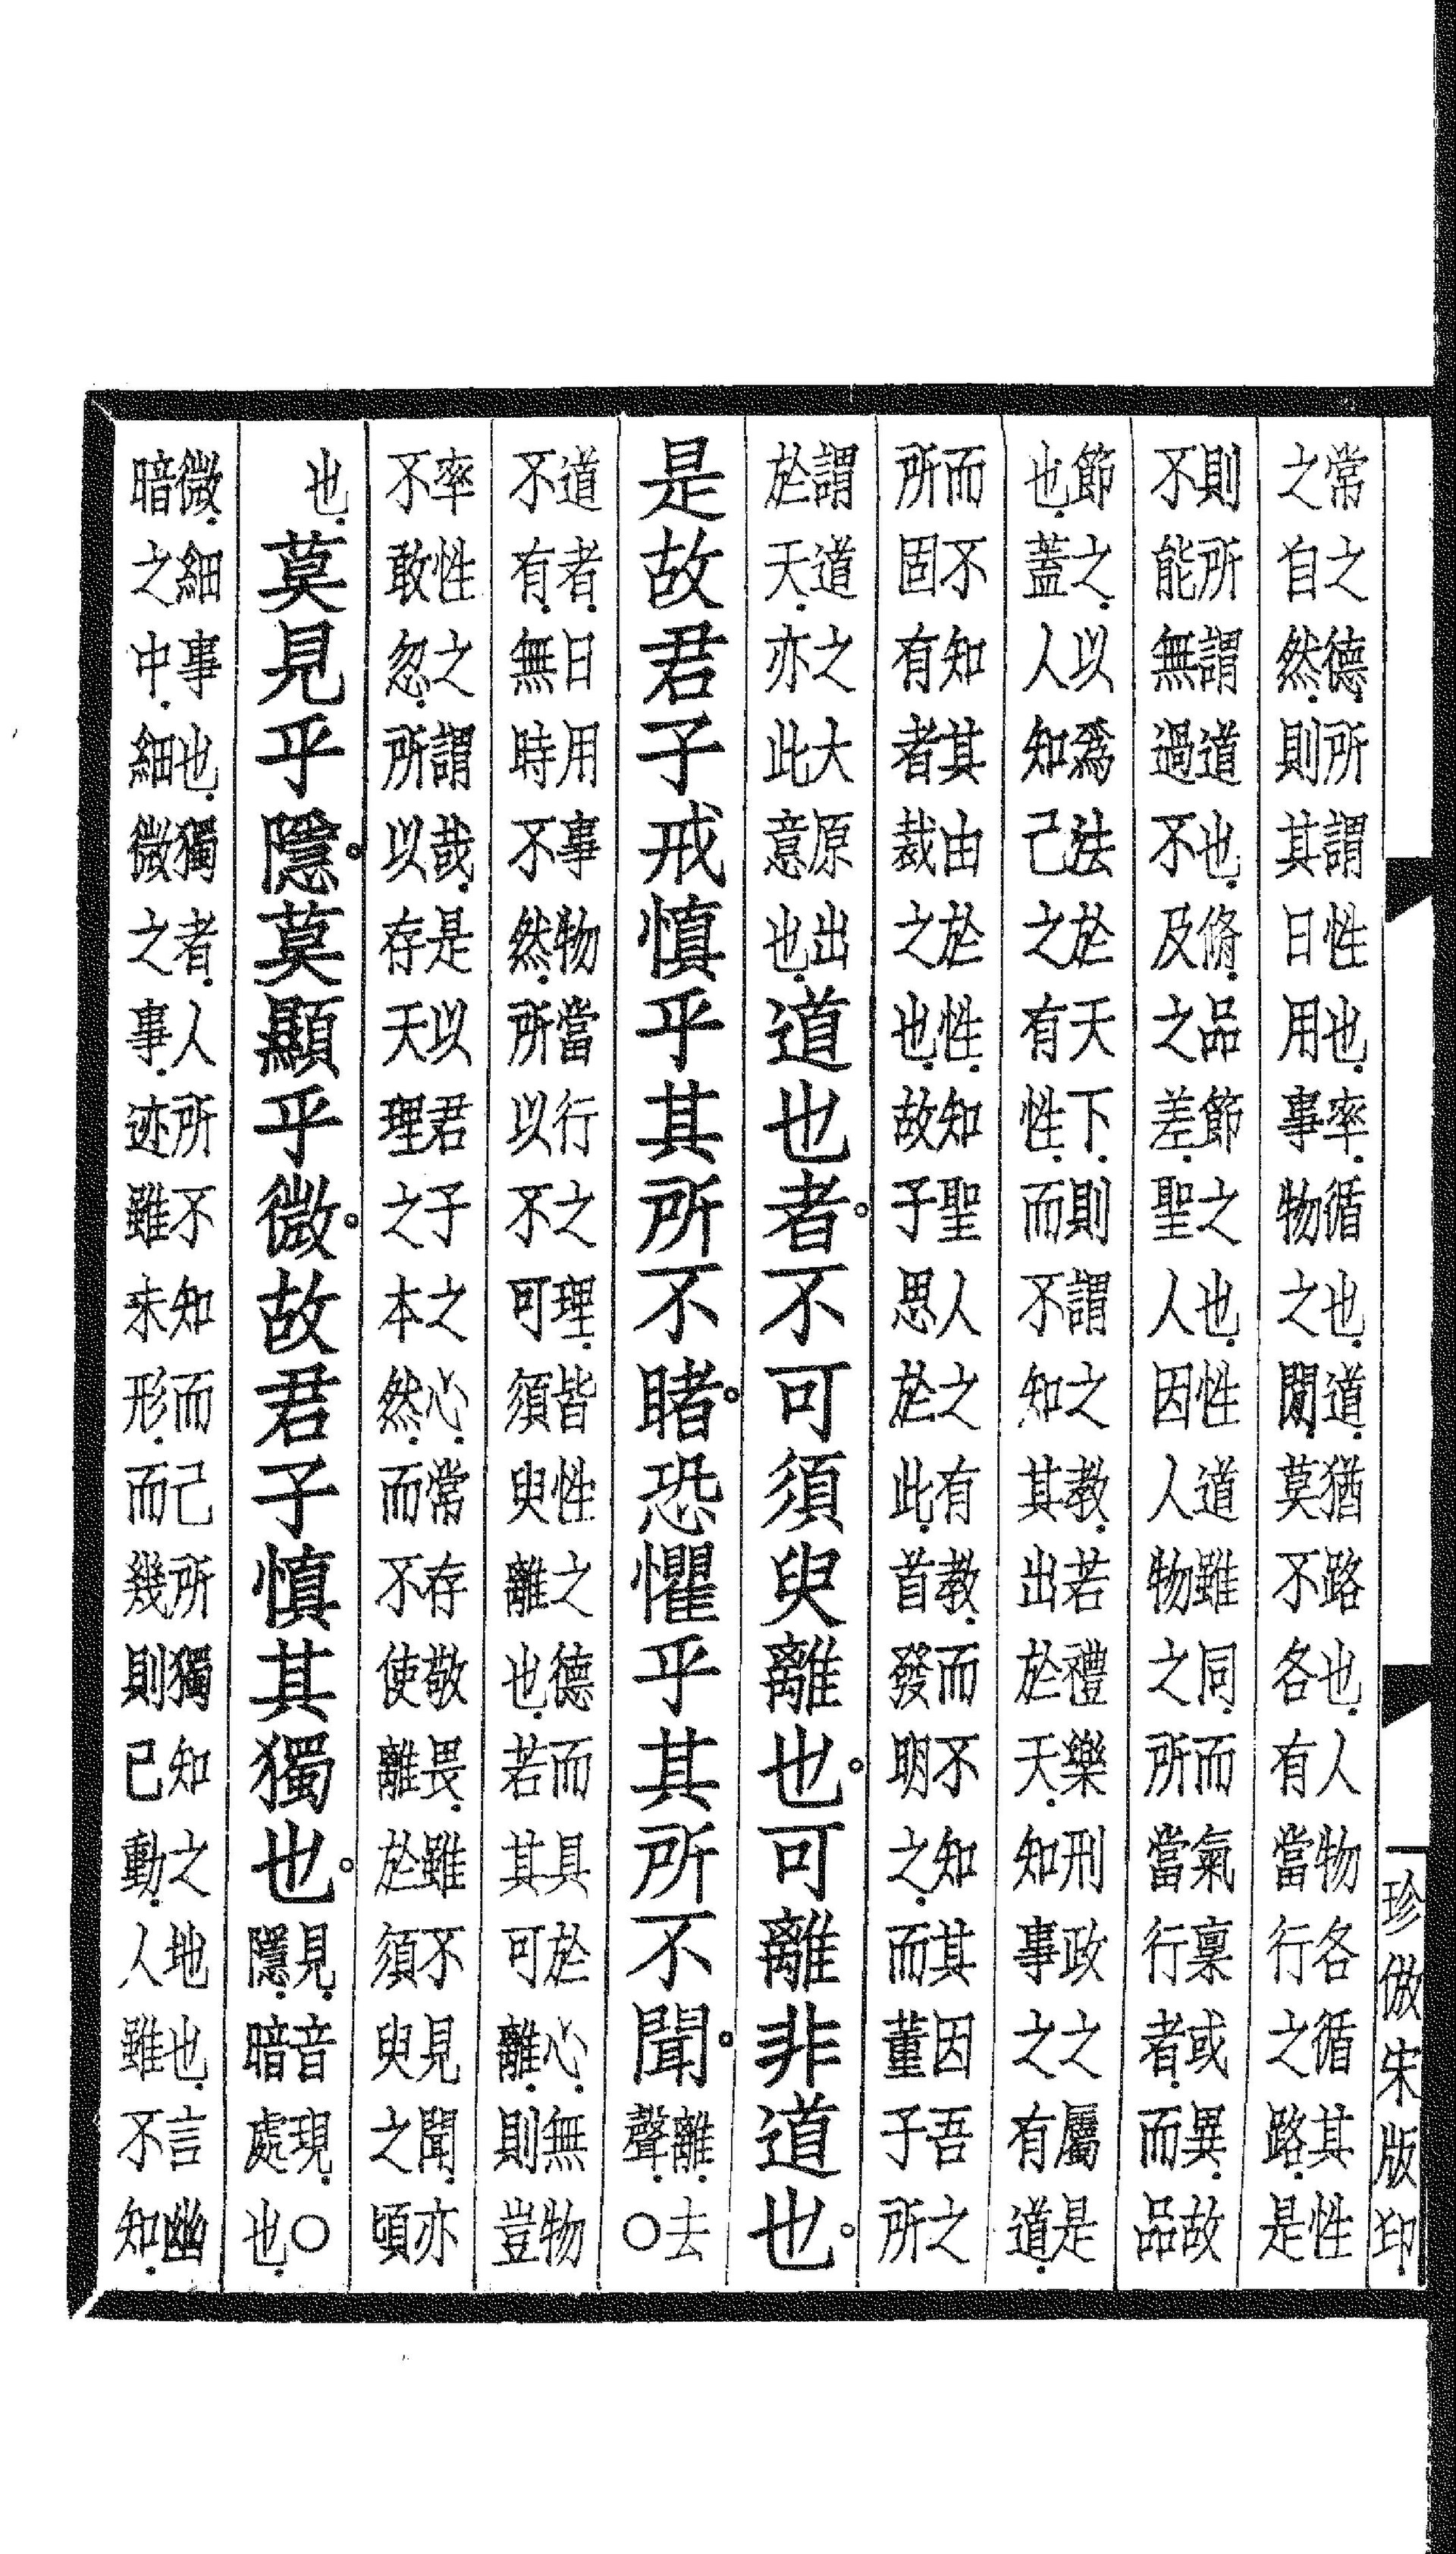 珍倣宋版印
常之德。所謂性也。率。循也。道。猶路也。人物各循其性
之自然。則其日用事物之閒。莫不各有當行之路。是
則所謂道也。脩。品節之也。性道雖同。而氣稟或異。故
不能無過不及之差。聖人因人物之所當行者。而品
節之。以爲法於天下。則謂之教。若禮樂刑政之屬是
也。蓋人知己之有性。而不知其出於天。知事之有道。
而不知其由於性。知聖人之有教。而不知其因吾之
所固有者裁之也。故子思於此。首發明之。而董子所
謂道之大原出
於天。亦此意也。
道也者。不可須臾離也。可離非道也。
是故君子戒慎乎其所不睹。恐懼乎其所不聞。
離。去
聲。○
道者。日用事物當行之理。皆性之德而具於心。無物
不有。無時不然。所以不可須臾離也。若其可離。則豈
率性之謂哉。是以君子之心。常存敬畏。雖不見聞。亦
不敢忽。所以存天理之本然。而不使離於須臾之頃
也。莫見乎隱。莫顯乎微。故君子慎其獨也。
見。音現。○
隱。暗處也。
微。細事也。獨者。人所不知而己所獨知之地也。言幽
暗之中。細微之事。迹雖未形。而幾則已動。人雖不知。